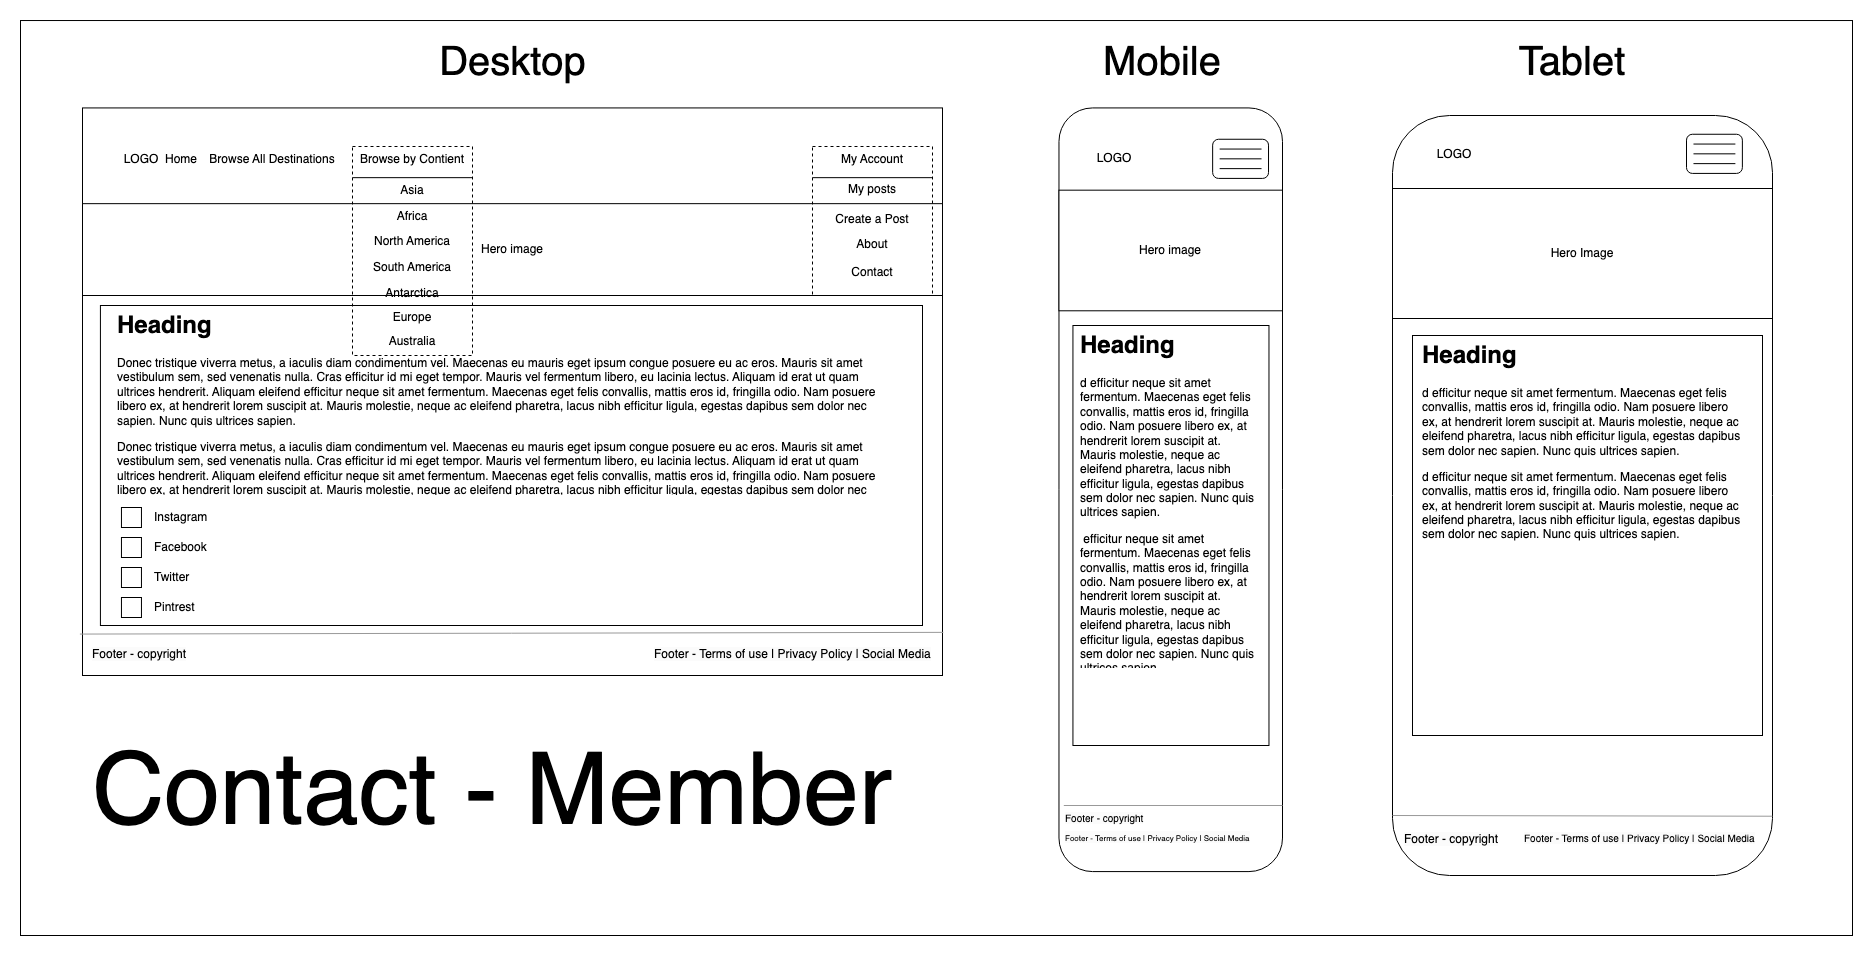 Desktop
LOGO Home Browse All Destinations Browse by Contient My Account
Asia
Africa
North America
South America
Antarctica
Europe
Australia
My posts
Create a Post
About
Contact
Hero image
Heading
Donec tristique viverra metus, a iaculis diam condimentum vel. Maecenas eu mauris eget ipsum congue posuere eu ac eros. Mauris sit amet
vestibulum sem, sed venenatis nulla. Cras efficitur id mi eget tempor. Mauris vel fermentum libero, eu lacinia lectus. Aliquam id erat ut quam
ultrices hendrerit. Aliquam eleifend efficitur neque sit amet fermentum. Maecenas eget felis convallis, mattis eros id, fringilla odio. Nam posuere
libero ex, at hendrerit lorem suscipit at. Mauris molestie, neque ac eleifend pharetra, lacus nibh efficitur ligula, egestas dapibus sem dolor nec
sapien. Nunc quis ultrices sapien.
Donec tristique viverra metus, a iaculis diam condimentum vel. Maecenas eu mauris eget ipsum congue posuere eu ac eros. Mauris sit amet
vestibulum sem, sed venenatis nulla. Cras efficitur id mi eget tempor. Mauris vel fermentum libero, eu lacinia lectus. Aliquam id erat ut quam
ultrices hendrerit. Aliquam eleifend efficitur neque sit amet fermentum. Maecenas eget felis convallis, mattis eros id, fringilla odio. Nam posuere
libero ex, at hendrerit lorem suscipit at. Mauris molestie, neque ac eleifend pharetra, lacus nibh efficitur ligula, egestas dapibus sem dolor nec
Instagram
Facebook
Twitter
Pintrest
Footer - copyright
Footer - Terms of use | Privacy Policy | Social Media
Contact - Member
Mobile
LOGO
Hero image
Heading
d efficitur neque sit amet
fermentum. Maecenas eget felis
convallis, mattis eros id, fringilla
odio. Nam posuere libero ex, at
hendrerit lorem suscipit at.
Mauris molestie, neque ac
eleifend pharetra, lacus nibh
efficitur ligula, egestas dapibus
sem dolor nec sapien. Nunc quis
ultrices sapien.
efficitur neque sit amet
fermentum. Maecenas eget felis
convallis, mattis eros id, fringilla
odio. Nam posuere libero ex, at
hendrerit lorem suscipit at.
Mauris molestie, neque ac
eleifend pharetra, lacus nibh
efficitur ligula, egestas dapibus
sem dolor nec sapien. Nunc quis
ultrices sapien
Footer - copyright
Footer - Terms of use | Privacy Policy | Social Media
Tablet
LOGO
Hero Image
Heading
d efficitur neque sit amet fermentum. Maecenas eget felis
convallis, mattis eros id, fringilla odio. Nam posuere libero
ex, at hendrerit lorem suscipit at. Mauris molestie, neque ac
eleifend pharetra, lacus nibh efficitur ligula, egestas dapibus
sem dolor nec sapien. Nunc quis ultrices sapien.
d efficitur neque sit amet fermentum. Maecenas eget felis
convallis, mattis eros id, fringilla odio. Nam posuere libero
ex, at hendrerit lorem suscipit at. Mauris molestie, neque ac
eleifend pharetra, lacus nibh efficitur ligula, egestas dapibus
sem dolor nec sapien. Nunc quis ultrices sapien.
Footer - copyright
Footer - Terms of use | Privacy Policy | Social Media